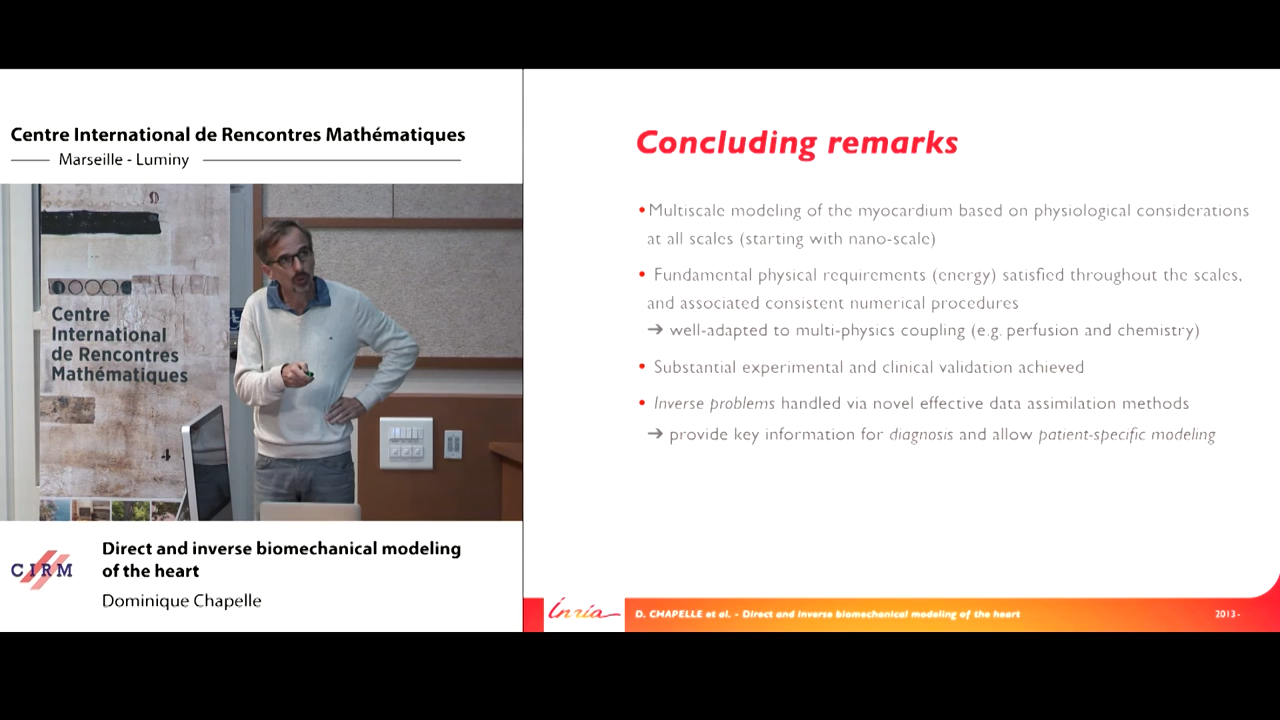 Centre International de Rencontres Mathématiques
Marseille - Luminy
Centre
International
de Rencontres
Mathématiques
CIRM
Direct and inverse biomechanical modeling
of the heart
Dominique Chapelle
Concluding remarks
• Multiscale modeling of the myocardium based on physiological considerations
at all scales (starting with nano-scale)
• Fundamental physical requirements (energy) satisfied throughout the scales,
and associated consistent numerical procedures
➔ well-adapted to multi-physics coupling (e.g. perfusion and chemistry)
• Substantial experimental and clinical validation achieved
• Inverse problems handled via novel effective data assimilation methods
➔ provide key information for diagnosis and allow patient-specific modeling
Inria
D. CHAPELLE et al. - Direct and inverse biomechanical modeling of the heart
2013-